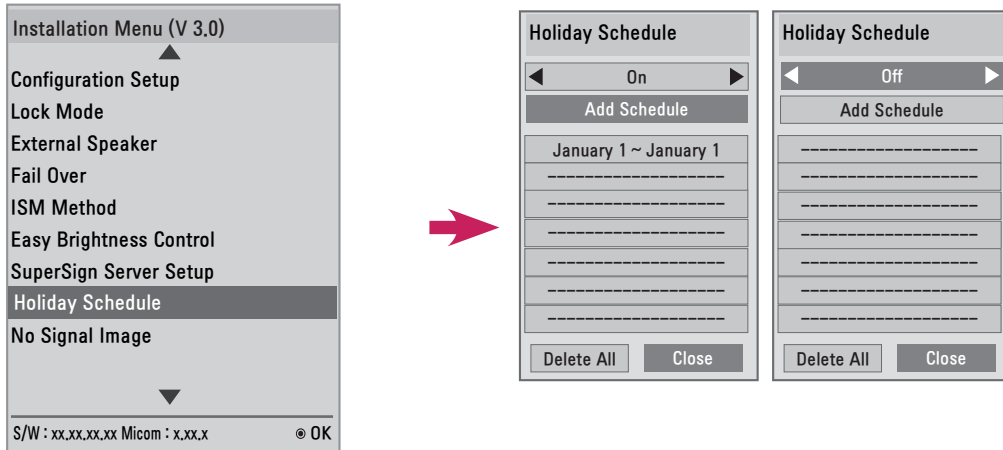 Installation Menu (V 3.0)
Configuration Setup
Lock Mode
External Speaker
Fail Over
ISM Method
Easy Brightness Control
SuperSign Server Setup
Holiday Schedule
No Signal Image
S/W : xx.xx.xx.xx Micom : x.xx.x ◉ OK
Holiday Schedule
◀ On ▶
Add Schedule
January 1 ~ January 1
-------------------
-------------------
-------------------
-------------------
-------------------
-------------------
Delete All Close
Holiday Schedule
◀ Off ▶
Add Schedule
-------------------
-------------------
-------------------
-------------------
-------------------
-------------------
-------------------
Delete All Close